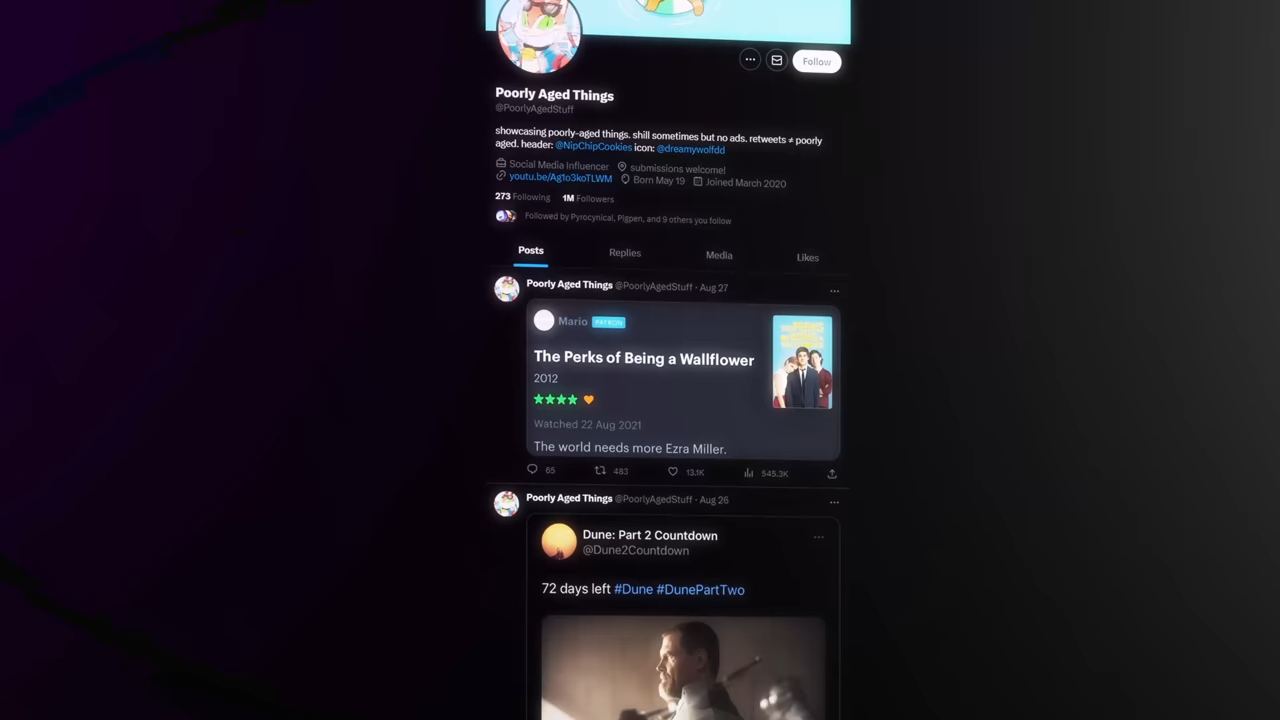 Follow
Poorly Aged Things
@PoorlyAgedStuff
showcasing poorly-aged things. shill sometimes but no ads. retweets ≠ poorly
aged. header: @NipChipCookies icon: @dreamywolfdd
Social Media Influencer submissions welcome!
youtu.be/Ag1o3koTLWM Born May 19 Joined March 2020
273 Following 1M Followers
Followed by Pyrocynical, Pigpen, and 9 others you follow
Posts Replies Media Likes
Poorly Aged Things @PoorlyAgedStuff · Aug 27
Mario PATRON
The Perks of Being a Wallflower
2012
Watched 22 Aug 2021
The world needs more Ezra Miller.
65 483 13.1K 545.3K
Poorly Aged Things @PoorlyAgedStuff · Aug 26
Dune: Part 2 Countdown
@Dune2Countdown
72 days left #Dune #DunePartTwo